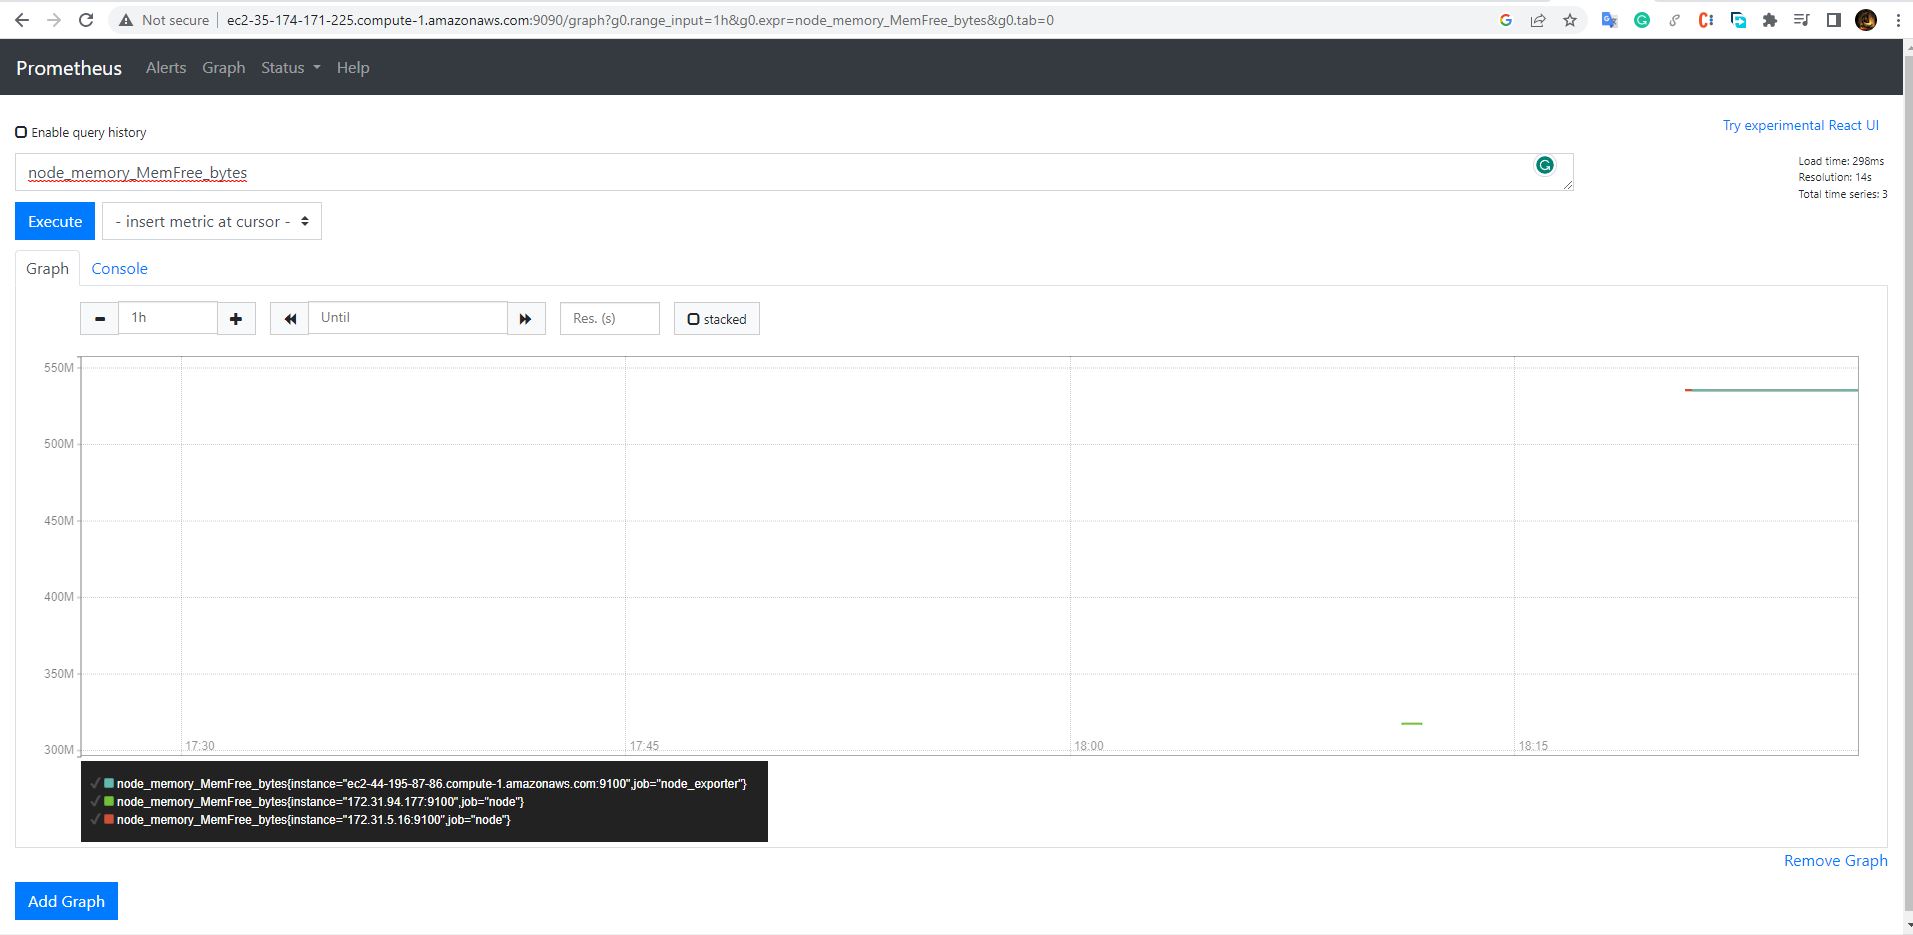 Not secure ec2-35-174-171-225.compute-1.amazonaws.com:9090/graph?g0.range_input=1h&g0.expr=node_memory_MemFree_bytes&g0.tab=0
Prometheus Alerts Graph Status Help
Enable query history
Try experimental React UI
node_memory_MemFree_bytes
Load time: 298ms
Resolution: 14s
Total time series: 3
Execute - insert metric at cursor -
Graph Console
1h Until Res. (s) stacked
550M
500M
450M
400M
350M
300M
17:30 17:45 18:00 18:15
node_memory_MemFree_bytes{instance="ec2-44-195-87-86.compute-1.amazonaws.com:9100",job="node_exporter"}
node_memory_MemFree_bytes{instance="172.31.94.177:9100",job="node"}
node_memory_MemFree_bytes{instance="172.31.5.16:9100",job="node"}
Remove Graph
Add Graph